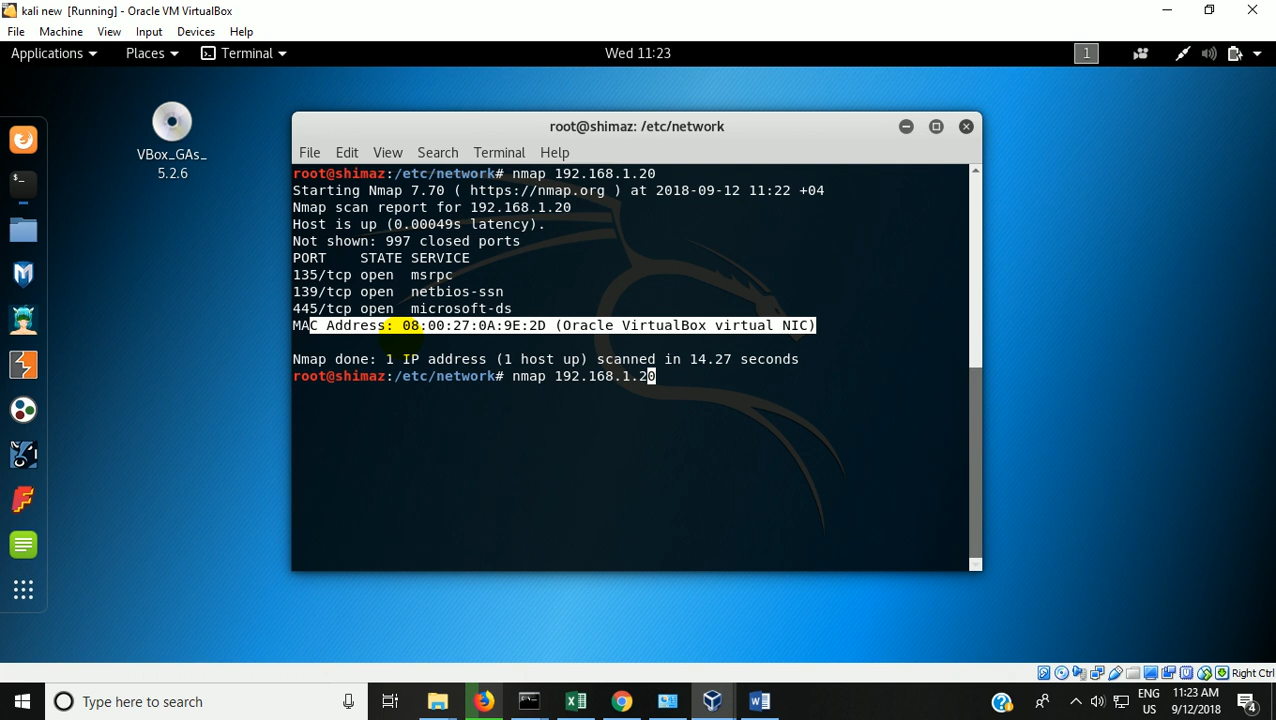 kali new [Running] - Oracle VM VirtualBox
File Machine View Input Devices Help
Applications Places Terminal Wed 11:23 1
VBox_GAs_
5.2.6
root@shimaz: /etc/network
File Edit View Search Terminal Help
root@shimaz:/etc/network# nmap 192.168.1.20
Starting Nmap 7.70 ( https://nmap.org ) at 2018-09-12 11:22 +04
Nmap scan report for 192.168.1.20
Host is up (0.00049s latency).
Not shown: 997 closed ports
PORT    STATE SERVICE
135/tcp open  msrpc
139/tcp open  netbios-ssn
445/tcp open  microsoft-ds
MAC Address: 08:00:27:0A:9E:2D (Oracle VirtualBox virtual NIC)
Nmap done: 1 IP address (1 host up) scanned in 14.27 seconds
root@shimaz:/etc/network# nmap 192.168.1.20
Right Ctrl
Type here to search
ENG
US
11:23 AM
9/12/2018
4